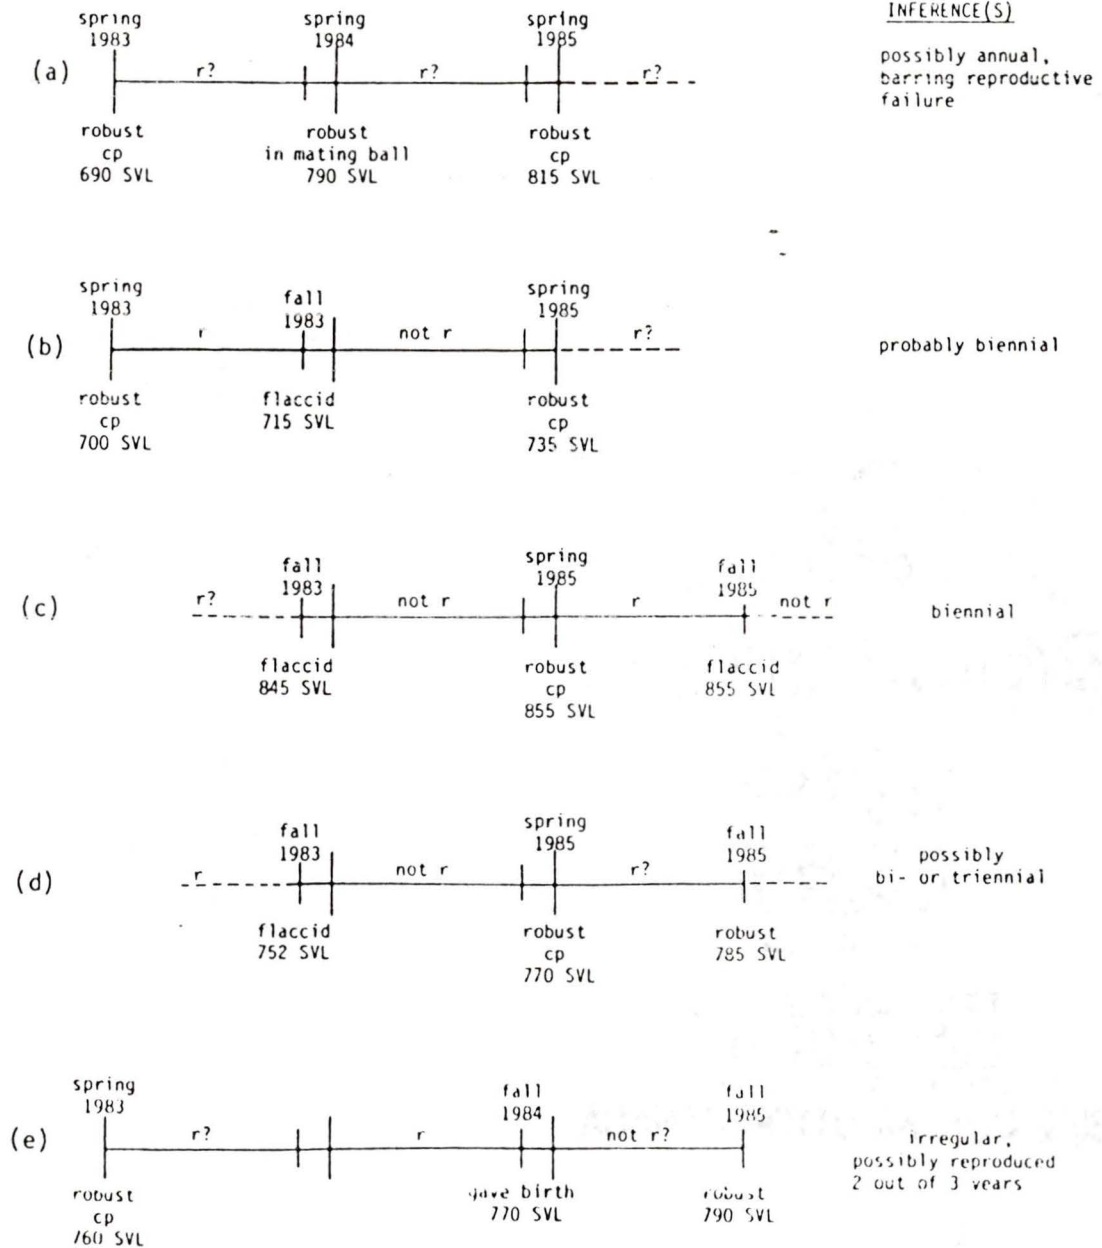 INFERENCE(S)
spring
1983
spring
1984
spring
1985
(a)
r?
r?
r?
possibly annual,
barring reproductive
failure
robust
cp
690 SVL
robust
in mating ball
790 SVL
robust
cp
815 SVL
spring
1983
fall
1983
spring
1985
(b)
r
not r
r?
probably biennial
robust
cp
700 SVL
flaccid
715 SVL
robust
cp
735 SVL
fall
1983
spring
1985
fall
1985
(c)
r?
not r
r
not r
biennial
flaccid
845 SVL
robust
cp
855 SVL
flaccid
855 SVL
fall
1983
spring
1985
fall
1985
(d)
r
not r
r?
possibly
bi- or triennial
flaccid
752 SVL
robust
cp
770 SVL
robust
785 SVL
spring
1983
fall
1984
fall
1985
(e)
r?
r
not r?
irregular,
possibly reproduced
2 out of 3 years
robust
cp
760 SVL
gave birth
770 SVL
robust
790 SVL